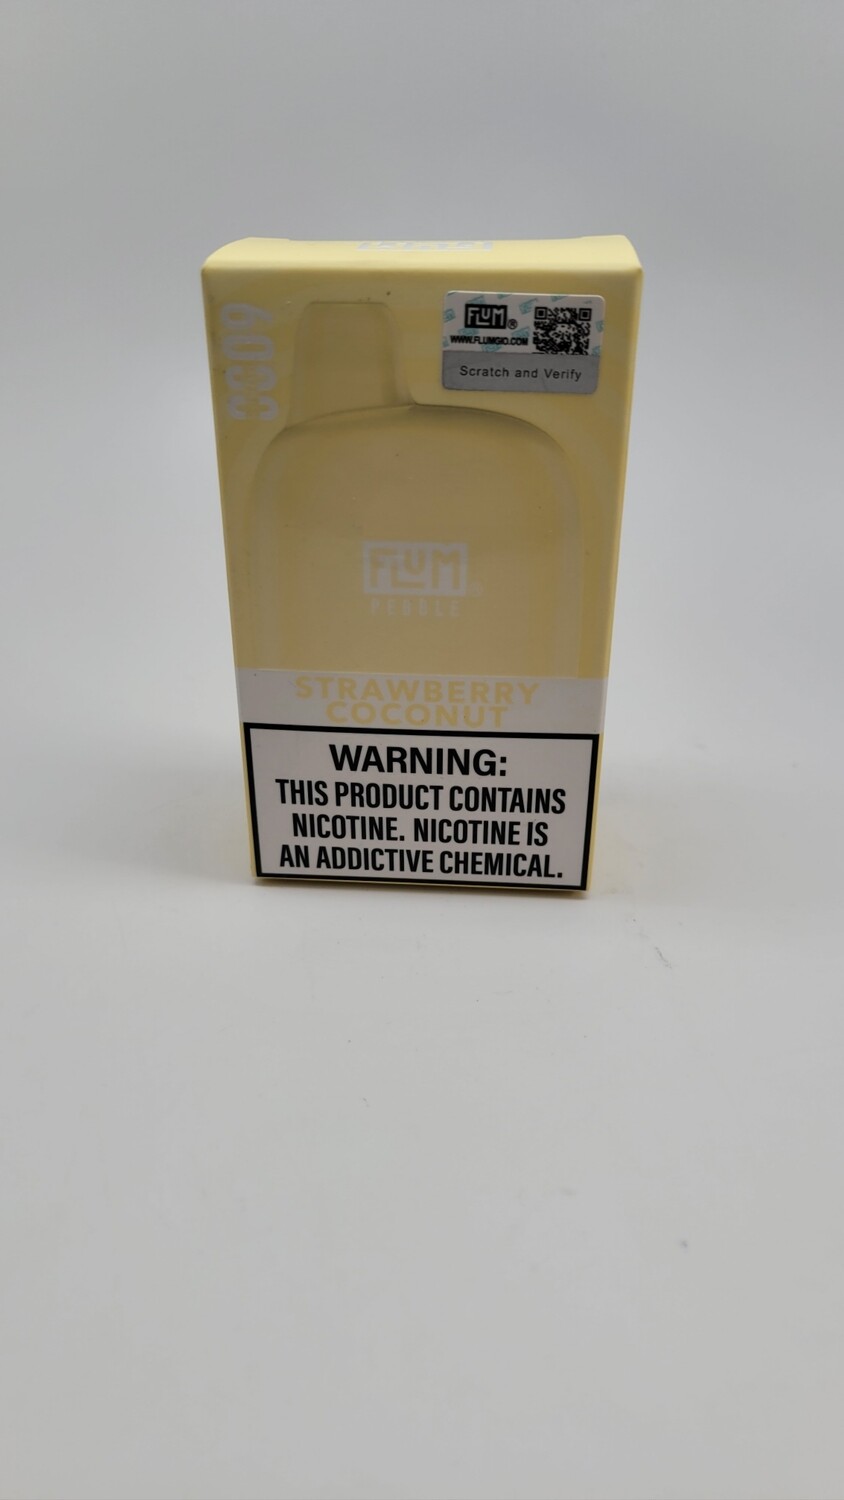 FLUM®
WWW.FLUMGIO.COM
Scratch and Verify
6000
FLUM®
PEBBLE
STRAWBERRY
COCONUT
WARNING:
THIS PRODUCT CONTAINS
NICOTINE. NICOTINE IS
AN ADDICTIVE CHEMICAL.